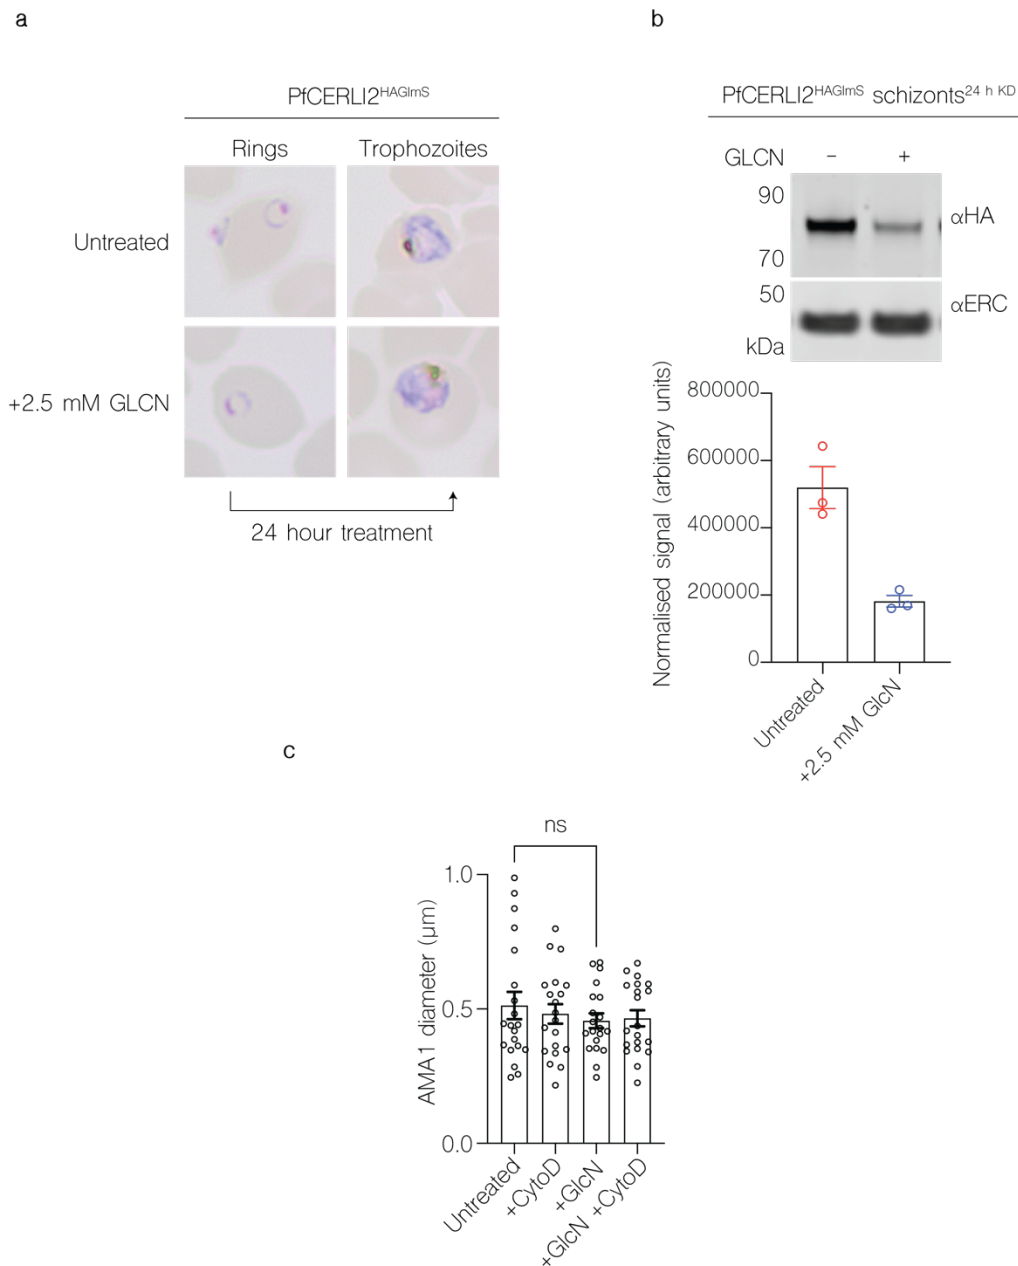 a
PfCERLI2HAGlmS
Rings Trophozoites
Untreated
+2.5 mM GLCN
24 hour treatment
b
PfCERLI2HAGlmS schizonts24 h KD
GLCN - +
90
αHA
70
50
αERC
kDa
Normalised signal (arbitrary units)
800000
600000
400000
200000
0
Untreated
+2.5 mM GlcN
c
ns
AMA1 diameter (μm)
1.0
0.5
0.0
Untreated
+CytoD
+GlcN
+GlcN +CytoD